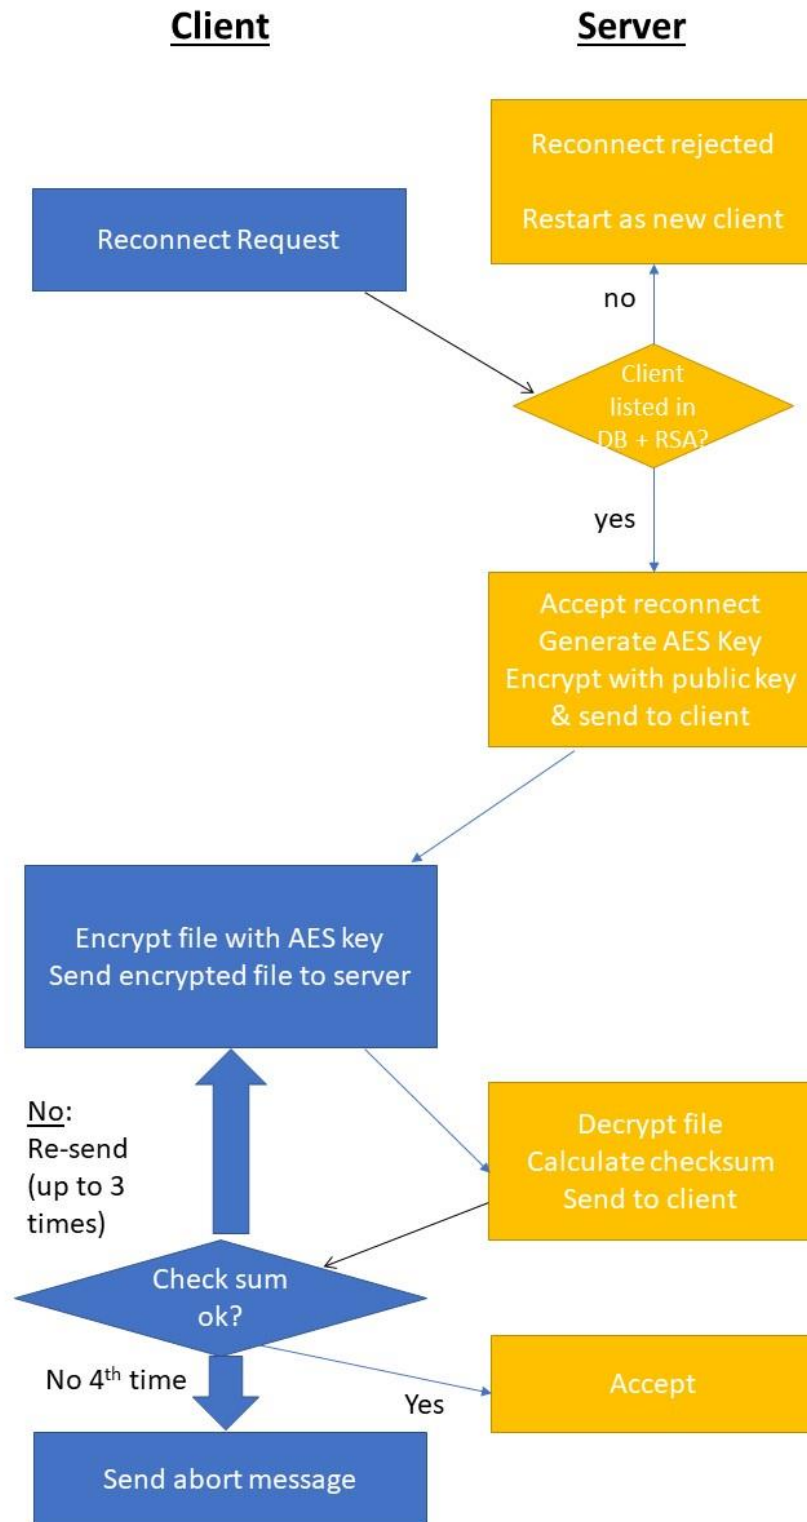 Client
Server
Reconnect rejected
Restart as new client
Reconnect Request
no
Client
listed in
DB + RSA?
yes
Accept reconnect
Generate AES Key
Encrypt with public key
& send to client
Encrypt file with AES key
Send encrypted file to server
No:
Re-send
(up to 3
times)
Decrypt file
Calculate checksum
Send to client
Check sum
ok?
No 4th time
Yes
Accept
Send abort message